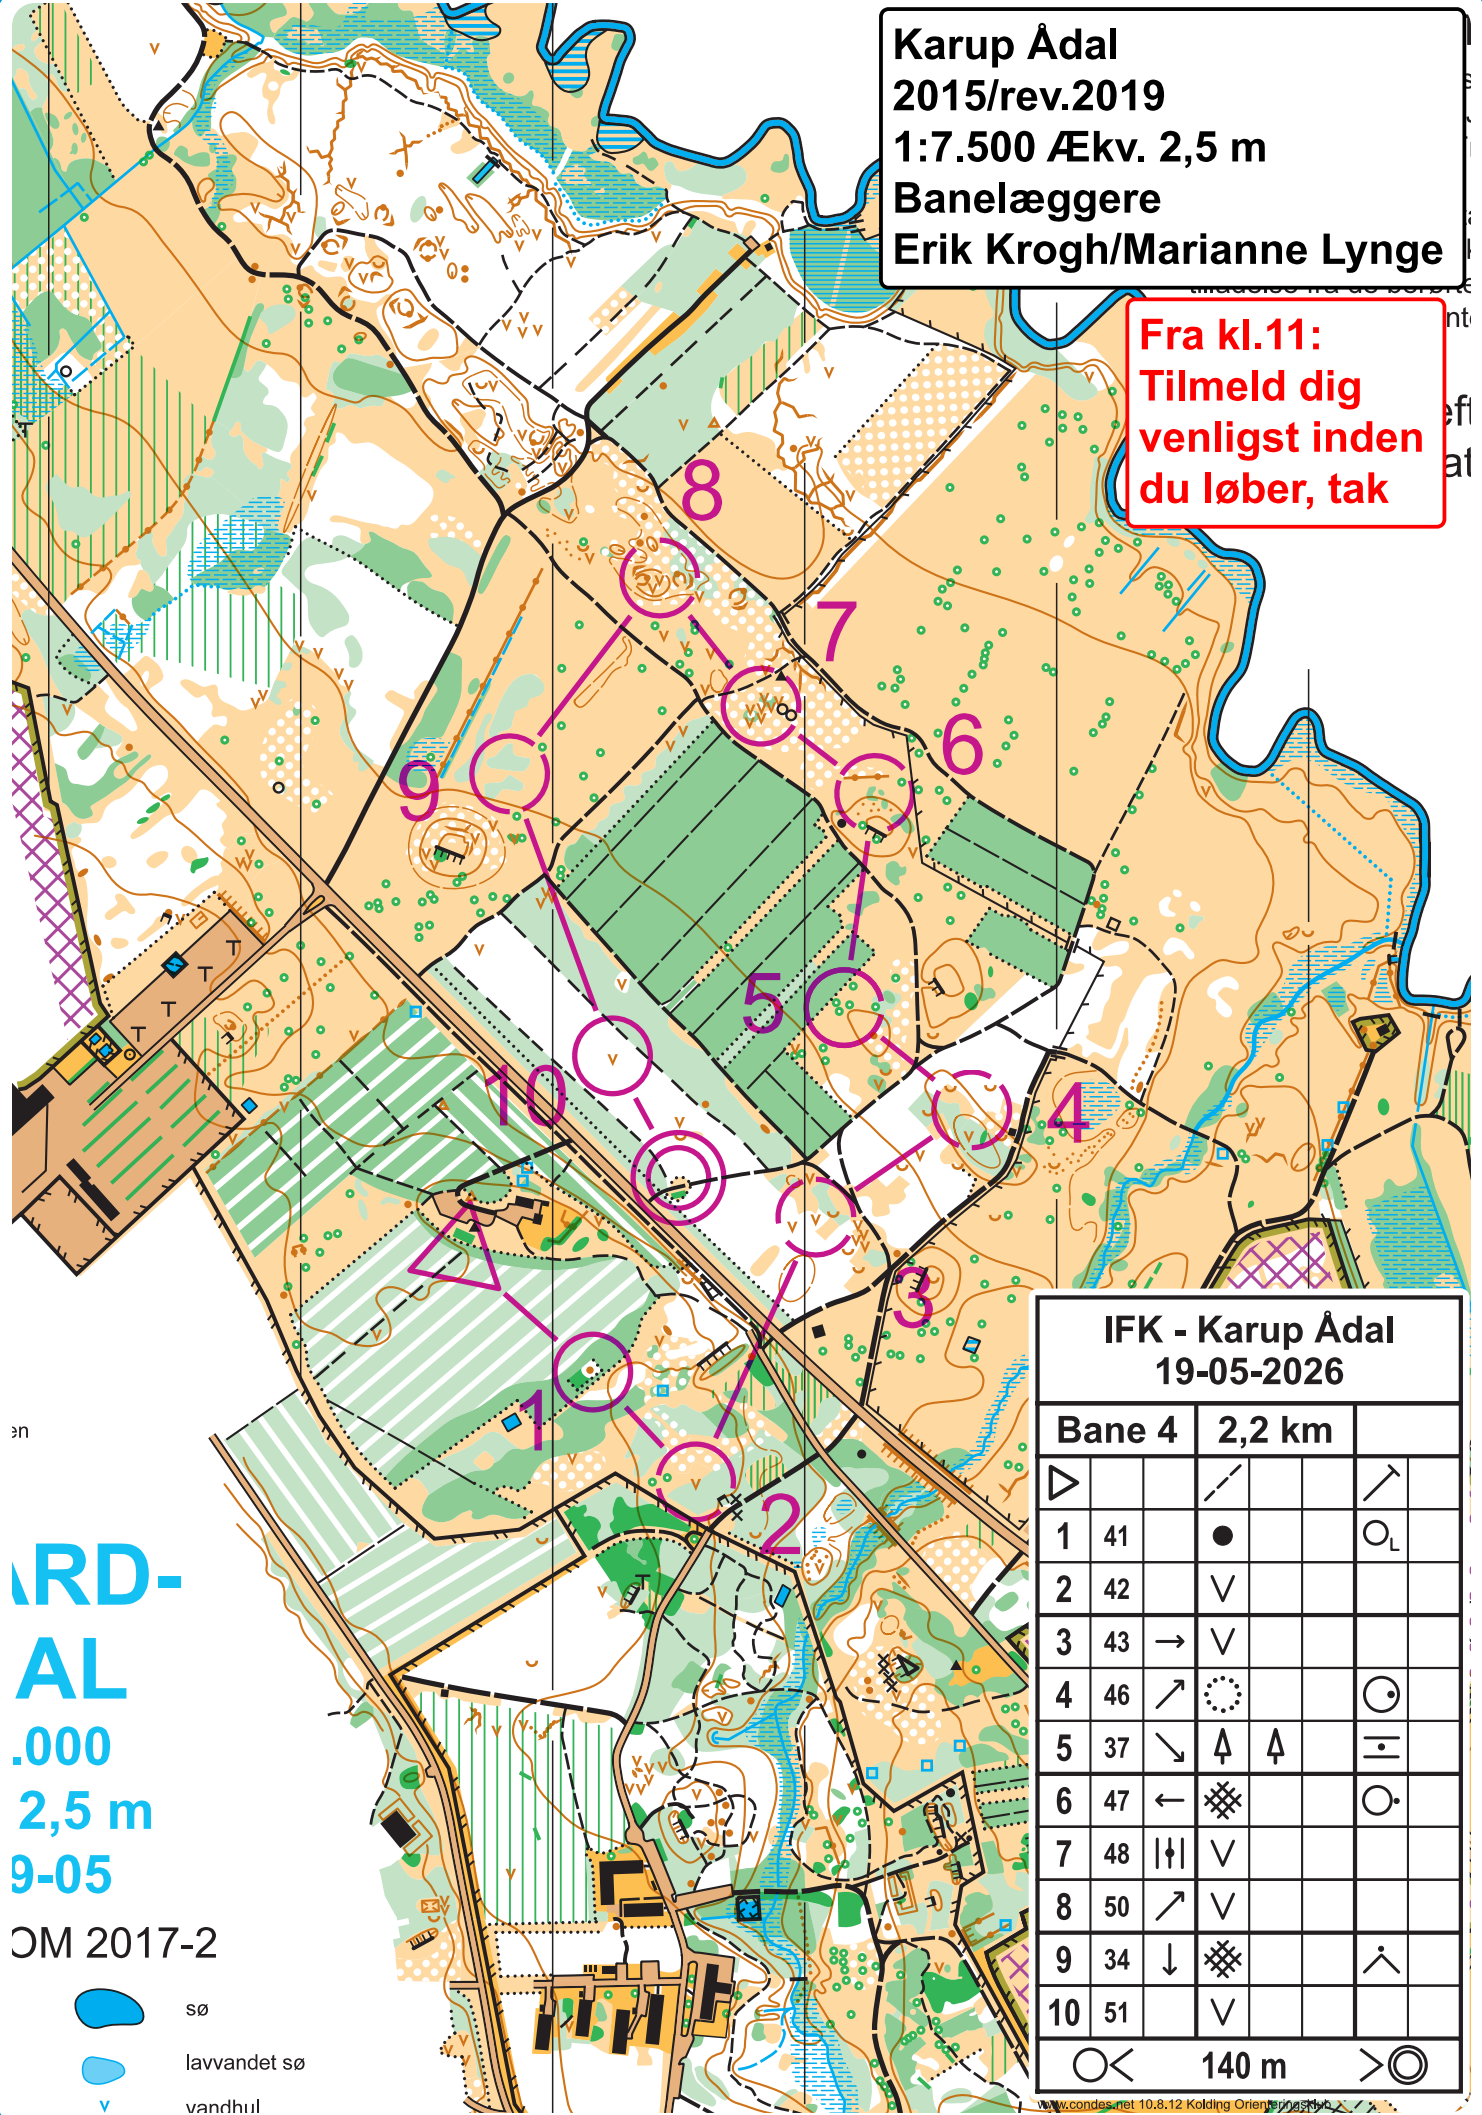 Karup Ådal
2015/rev.2019
1:7.500 Ækv. 2,5 m
Banelæggere
Erik Krogh/Marianne Lynge
Fra kl.11:
Tilmeld dig
venligst inden
du løber, tak
8
7
6
9
5
10
4
3
1
2
en
ARD-
AL
.000
2,5 m
9-05
OM 2017-2
sø
lavvandet sø
vandhul
IFK - Karup Ådal
19-05-2026
Bane 4 2,2 km
1 41
2 42
3 43
4 46
5 37
6 47
7 48
8 50
9 34
10 51
140 m
www.condes.net 10.8.12 Kolding Orienteringsklub